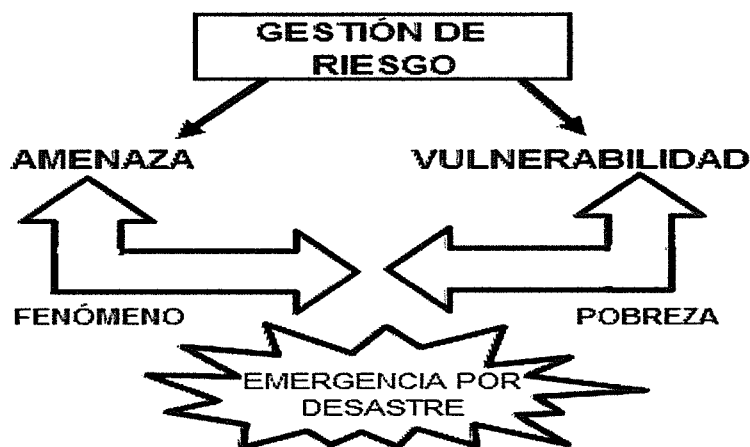 GESTIÓN DE
RIESGO
AMENAZA
VULNERABILIDAD
FENÓMENO
POBREZA
EMERGENCIA POR
DESASTRE